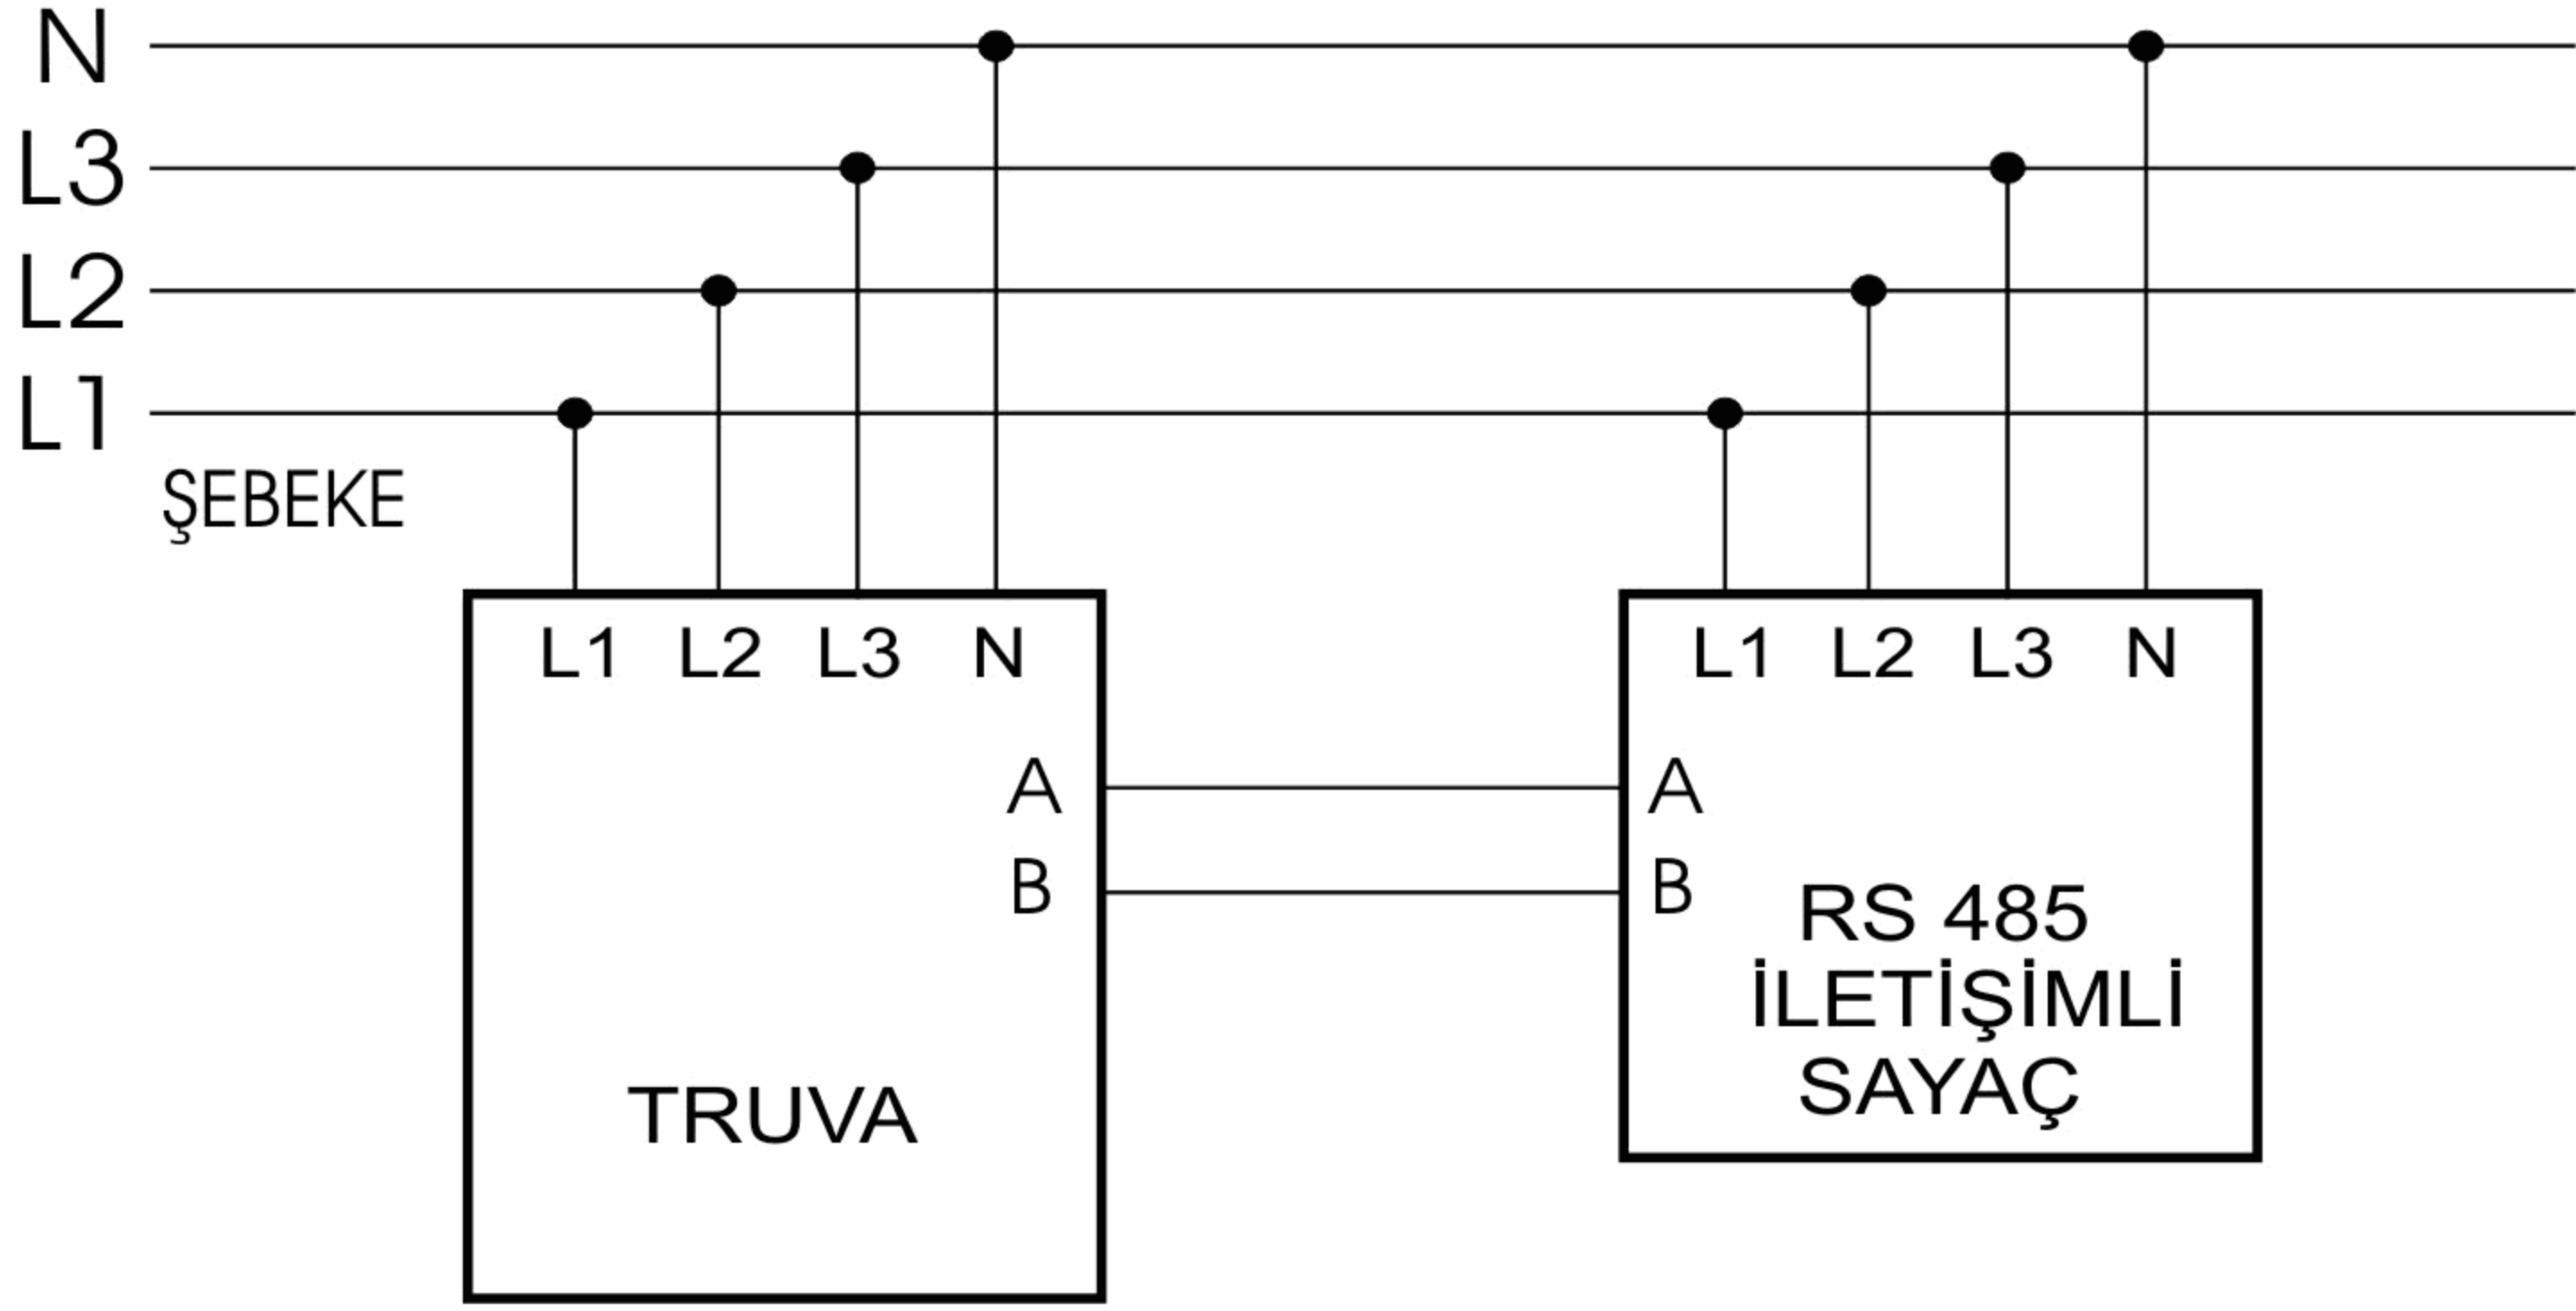 N
L3
L2
L1
ŞEBEKE
L1 L2 L3 N
A
B
TRUVA
L1 L2 L3 N
A
B
RS 485
İLETİŞİMLİ
SAYAÇ